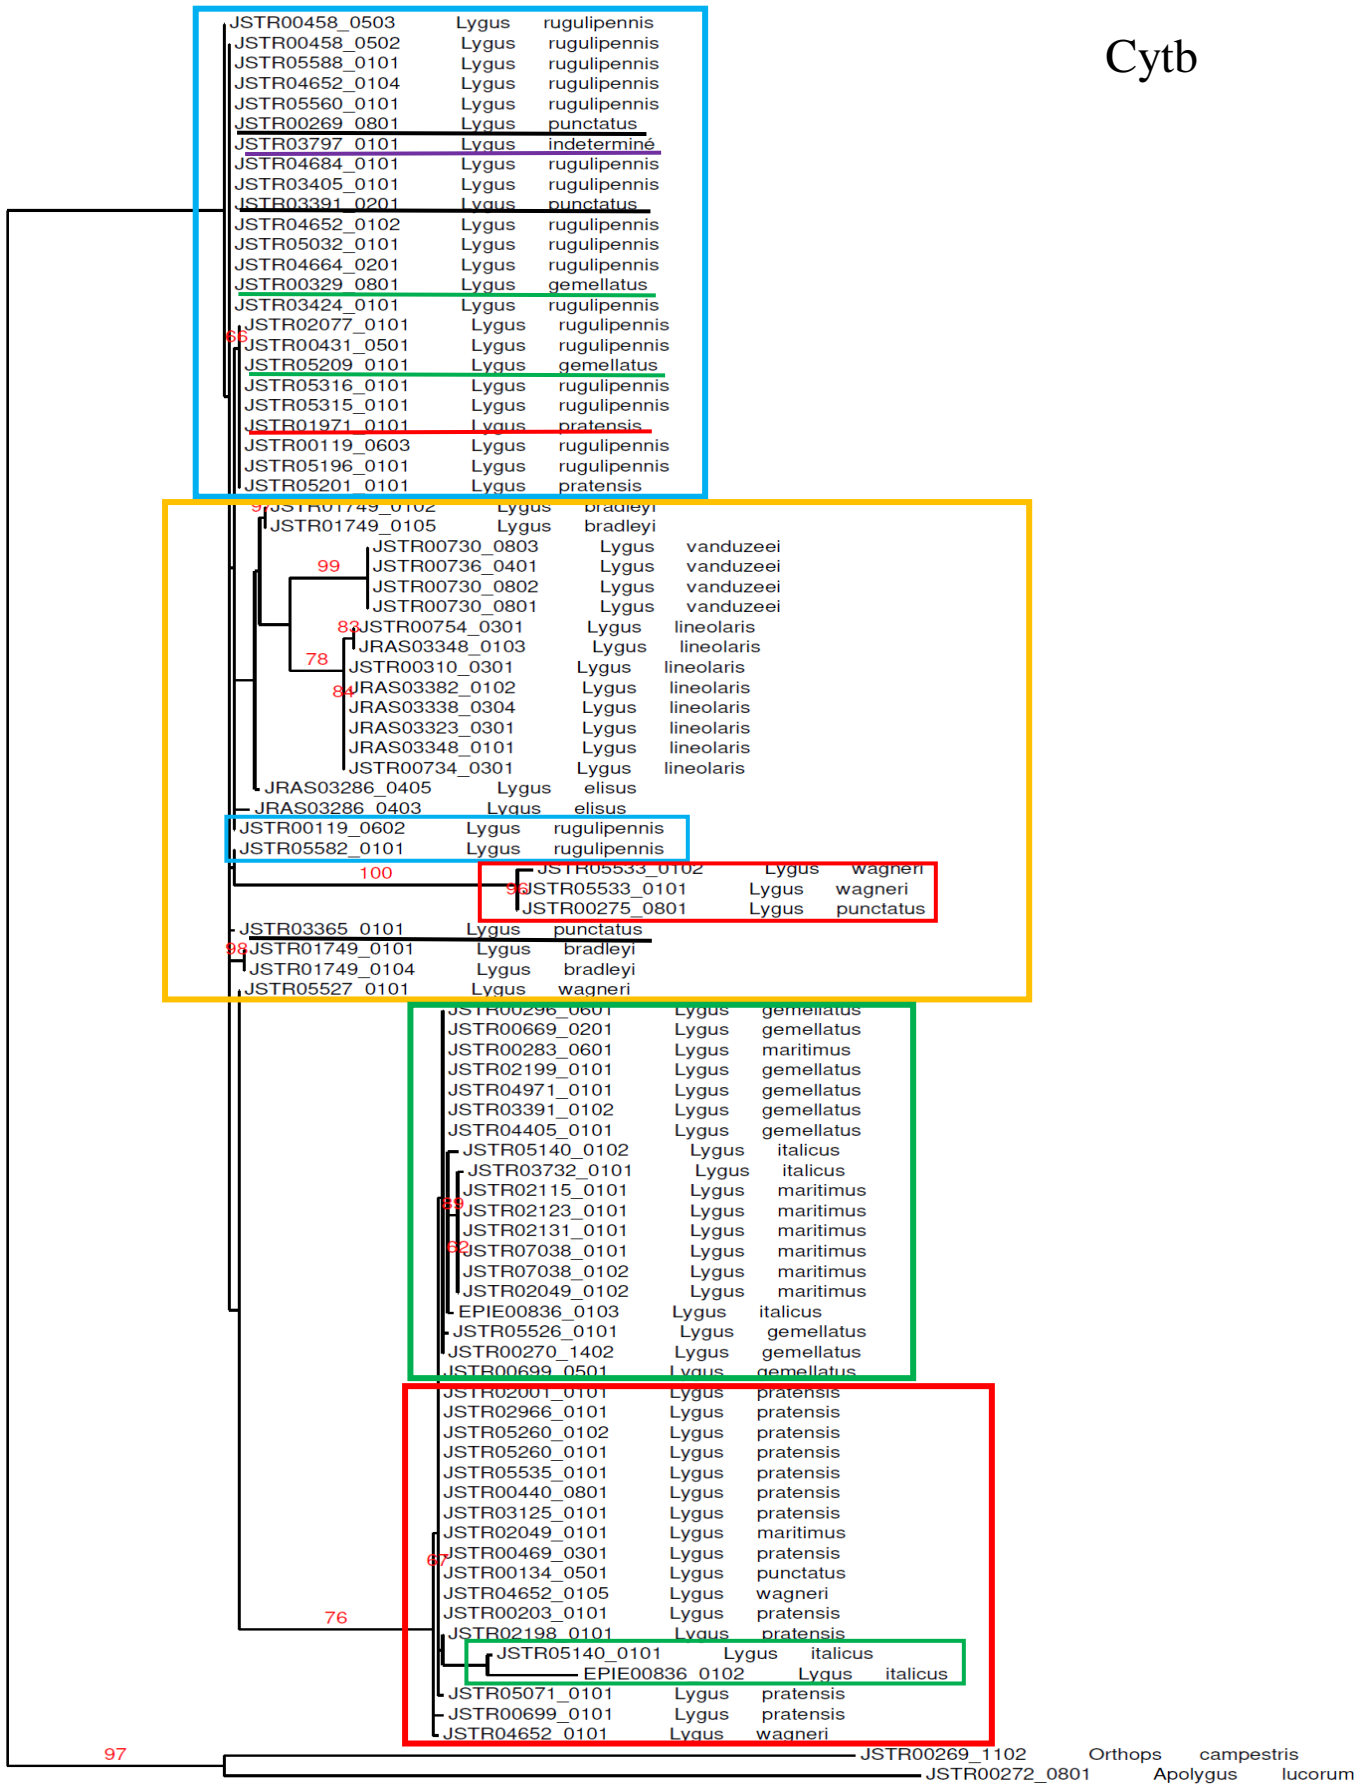 Cytb
JSTR00458_0503 Lygus rugulipennis
JSTR00458_0502 Lygus rugulipennis
JSTR05588_0101 Lygus rugulipennis
JSTR04652_0104 Lygus rugulipennis
JSTR05560_0101 Lygus rugulipennis
JSTR00269_0801 Lygus punctatus
JSTR03797_0101 Lygus indeterminé
JSTR04684_0101 Lygus rugulipennis
JSTR03405_0101 Lygus rugulipennis
JSTR03391_0201 Lygus punctatus
JSTR04652_0102 Lygus rugulipennis
JSTR05032_0101 Lygus rugulipennis
JSTR04664_0201 Lygus rugulipennis
JSTR00329_0801 Lygus gemellatus
JSTR03424_0101 Lygus rugulipennis
JSTR02077_0101 Lygus rugulipennis
66
JSTR00431_0501 Lygus rugulipennis
JSTR05209_0101 Lygus gemellatus
JSTR05316_0101 Lygus rugulipennis
JSTR05315_0101 Lygus rugulipennis
JSTR01971_0101 Lygus pratensis
JSTR00119_0603 Lygus rugulipennis
JSTR05196_0101 Lygus rugulipennis
JSTR05201_0101 Lygus pratensis
JSTR01749_0102 Lygus bradleyi
JSTR01749_0105 Lygus bradleyi
JSTR00730_0803 Lygus vanduzeei
99
JSTR00736_0401 Lygus vanduzeei
JSTR00730_0802 Lygus vanduzeei
JSTR00730_0801 Lygus vanduzeei
83 JSTR00754_0301 Lygus lineolaris
JRAS03348_0103 Lygus lineolaris
78
JSTR00310_0301 Lygus lineolaris
84 JRAS03382_0102 Lygus lineolaris
JRAS03338_0304 Lygus lineolaris
JRAS03323_0301 Lygus lineolaris
JRAS03348_0101 Lygus lineolaris
JSTR00734_0301 Lygus lineolaris
JRAS03286_0405 Lygus elisus
JRAS03286_0403 Lygus elisus
JSTR00119_0602 Lygus rugulipennis
JSTR05582_0101 Lygus rugulipennis
100
JSTR05533_0102 Lygus wagneri
96 JSTR05533_0101 Lygus wagneri
JSTR00275_0801 Lygus punctatus
JSTR03365_0101 Lygus punctatus
98 JSTR01749_0101 Lygus bradleyi
JSTR01749_0104 Lygus bradleyi
JSTR05527_0101 Lygus wagneri
JSTR00296_0601 Lygus gemellatus
JSTR00669_0201 Lygus gemellatus
JSTR00283_0601 Lygus maritimus
JSTR02199_0101 Lygus gemellatus
JSTR04971_0101 Lygus gemellatus
JSTR03391_0102 Lygus gemellatus
JSTR04405_0101 Lygus gemellatus
JSTR05140_0102 Lygus italicus
JSTR03732_0101 Lygus italicus
JSTR02115_0101 Lygus maritimus
JSTR02123_0101 Lygus maritimus
JSTR02131_0101 Lygus maritimus
62 JSTR07038_0101 Lygus maritimus
JSTR07038_0102 Lygus maritimus
JSTR02049_0102 Lygus maritimus
EPIE00836_0103 Lygus italicus
JSTR05526_0101 Lygus gemellatus
JSTR00270_1402 Lygus gemellatus
JSTR00699_0501 Lygus gemellatus
JSTR02001_0101 Lygus pratensis
JSTR02966_0101 Lygus pratensis
JSTR05260_0102 Lygus pratensis
JSTR05260_0101 Lygus pratensis
JSTR05535_0101 Lygus pratensis
JSTR00440_0801 Lygus pratensis
JSTR03125_0101 Lygus pratensis
JSTR02049_0101 Lygus maritimus
67 JSTR00469_0301 Lygus pratensis
JSTR00134_0501 Lygus punctatus
JSTR04652_0105 Lygus wagneri
JSTR00203_0101 Lygus pratensis
76
JSTR02198_0101 Lygus pratensis
JSTR05140_0101 Lygus italicus
EPIE00836_0102 Lygus italicus
JSTR05071_0101 Lygus pratensis
JSTR00699_0101 Lygus pratensis
JSTR04652_0101 Lygus wagneri
97
JSTR00269_1102 Orthops campestris
JSTR00272_0801 Apolygus lucorum